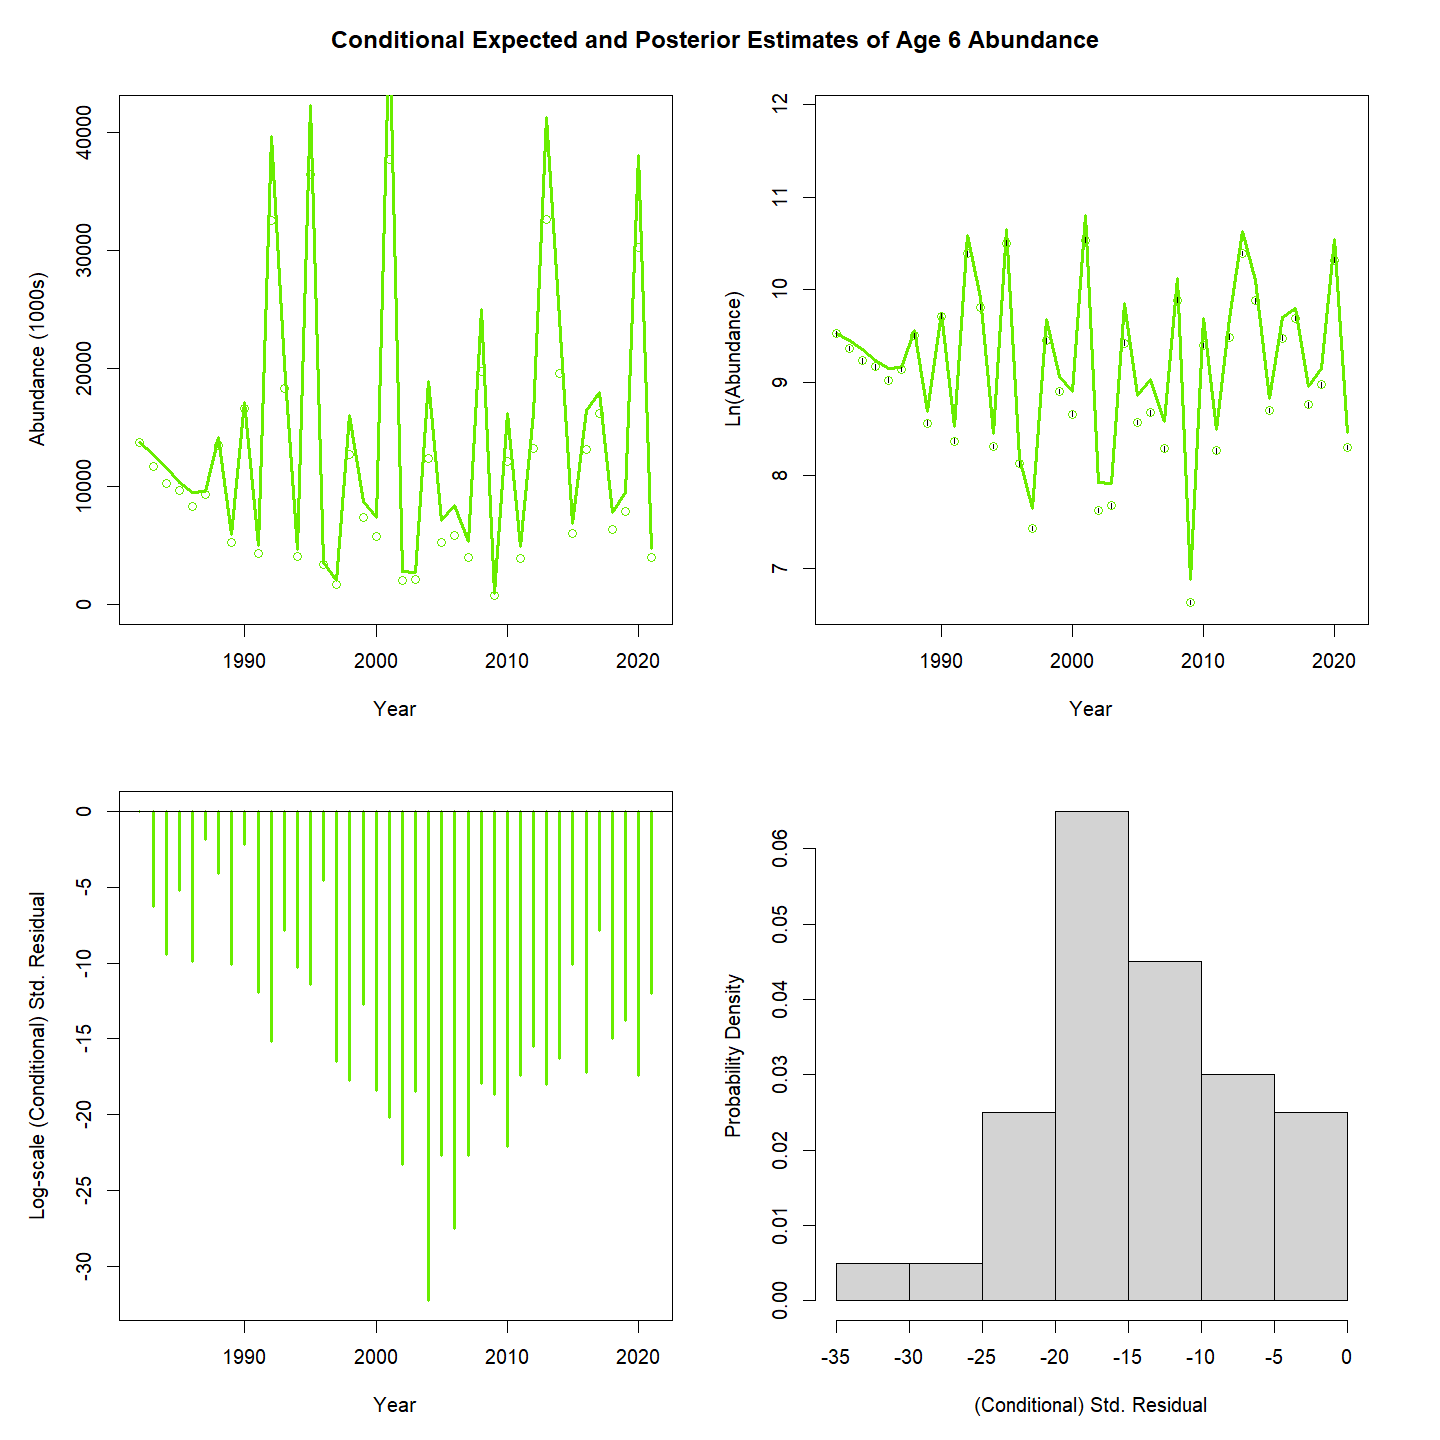 Conditional Expected and Posterior Estimates of Age 6 Abundance
Abundance (1000s)
40000
30000
20000
10000
0
1990 2000 2010 2020
Year
Ln(Abundance)
12
11
10
9
8
7
1990 2000 2010 2020
Year
Log-scale (Conditional) Std. Residual
0
-5
-10
-15
-20
-25
-30
1990 2000 2010 2020
Year
Probability Density
0.06
0.05
0.04
0.03
0.02
0.01
0.00
-35 -30 -25 -20 -15 -10 -5 0
(Conditional) Std. Residual